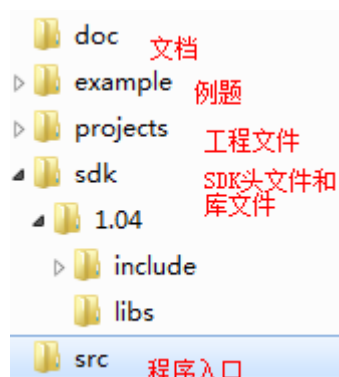 doc 文档
example 例题
projects 工程文件
sdk SDK头文件和
库文件
1.04
include
libs
src 程序入口